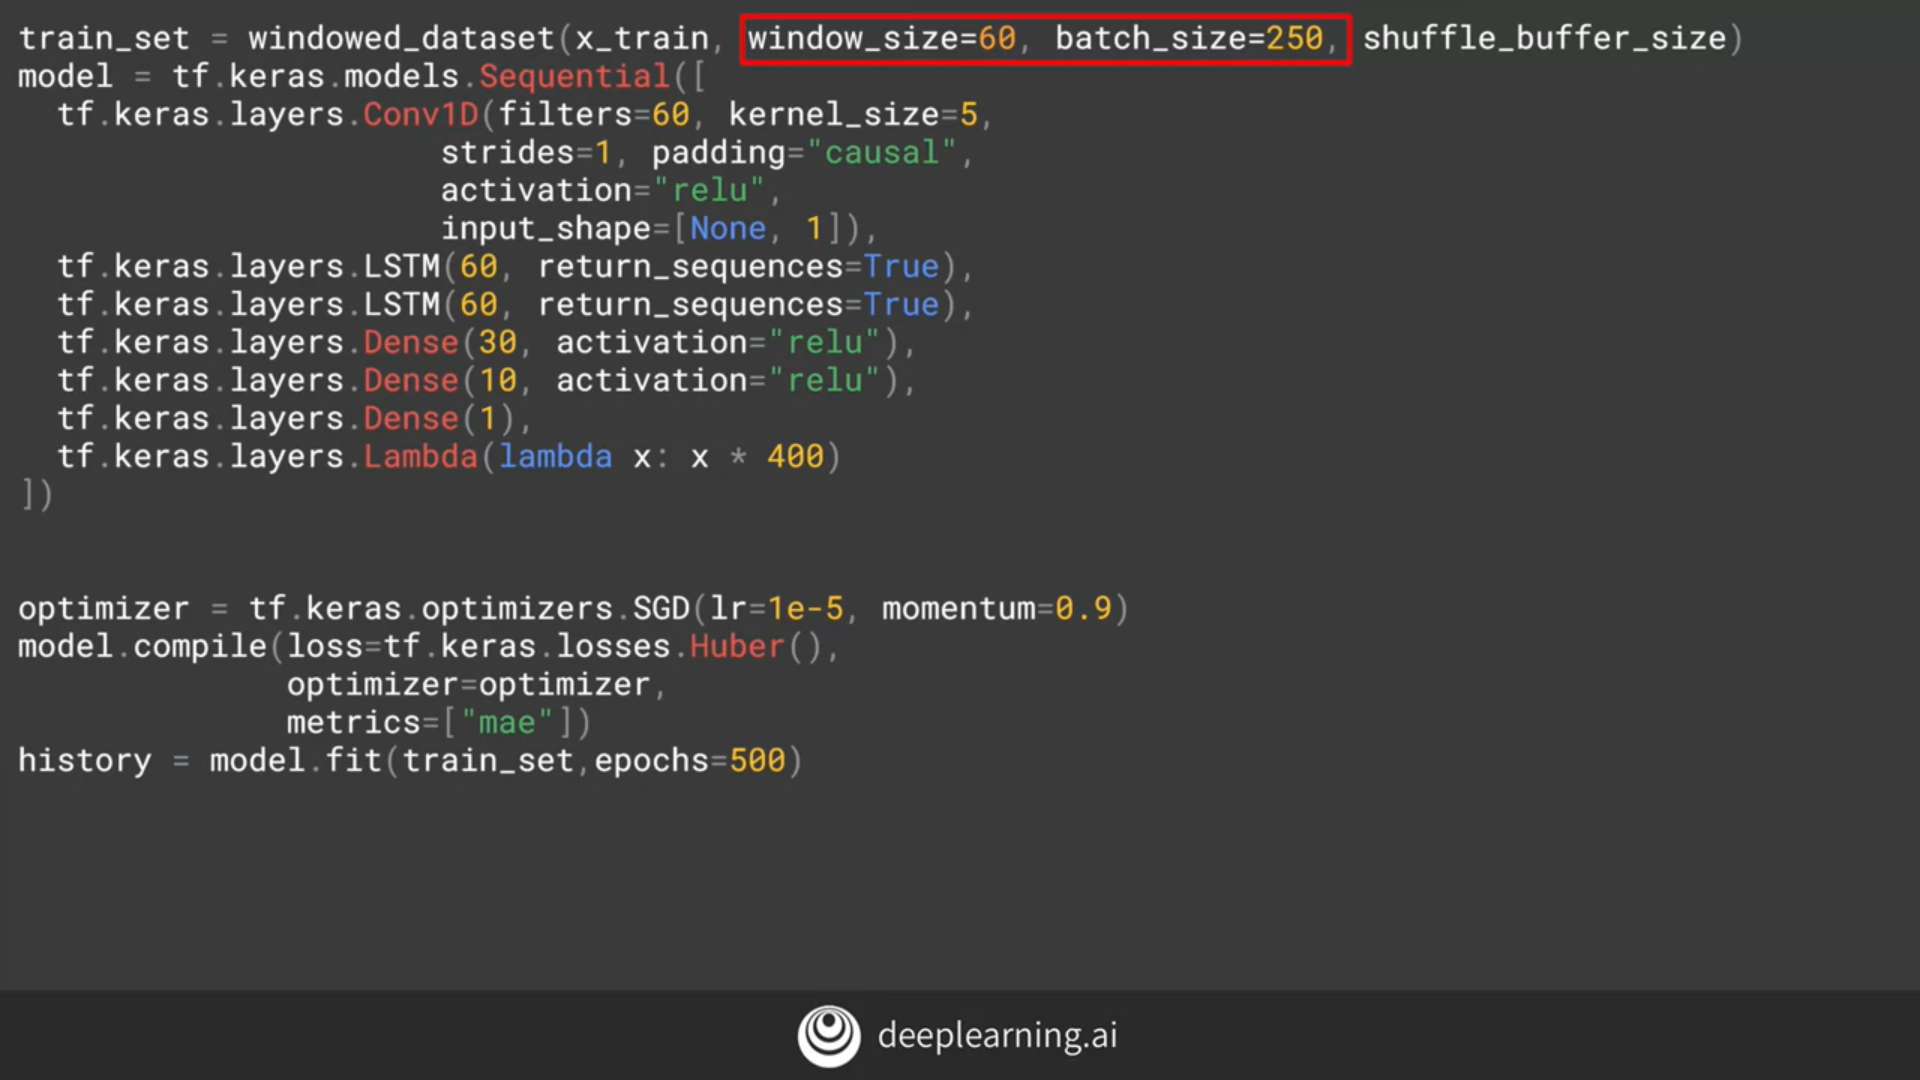 train_set = windowed_dataset(x_train, window_size=60, batch_size=250, shuffle_buffer_size)
model = tf.keras.models.Sequential([
  tf.keras.layers.Conv1D(filters=60, kernel_size=5,
                      strides=1, padding="causal",
                      activation="relu",
                      input_shape=[None, 1]),
  tf.keras.layers.LSTM(60, return_sequences=True),
  tf.keras.layers.LSTM(60, return_sequences=True),
  tf.keras.layers.Dense(30, activation="relu"),
  tf.keras.layers.Dense(10, activation="relu"),
  tf.keras.layers.Dense(1),
  tf.keras.layers.Lambda(lambda x: x * 400)
])
optimizer = tf.keras.optimizers.SGD(lr=1e-5, momentum=0.9)
model.compile(loss=tf.keras.losses.Huber(),
              optimizer=optimizer,
              metrics=["mae"])
history = model.fit(train_set,epochs=500)
deeplearning.ai